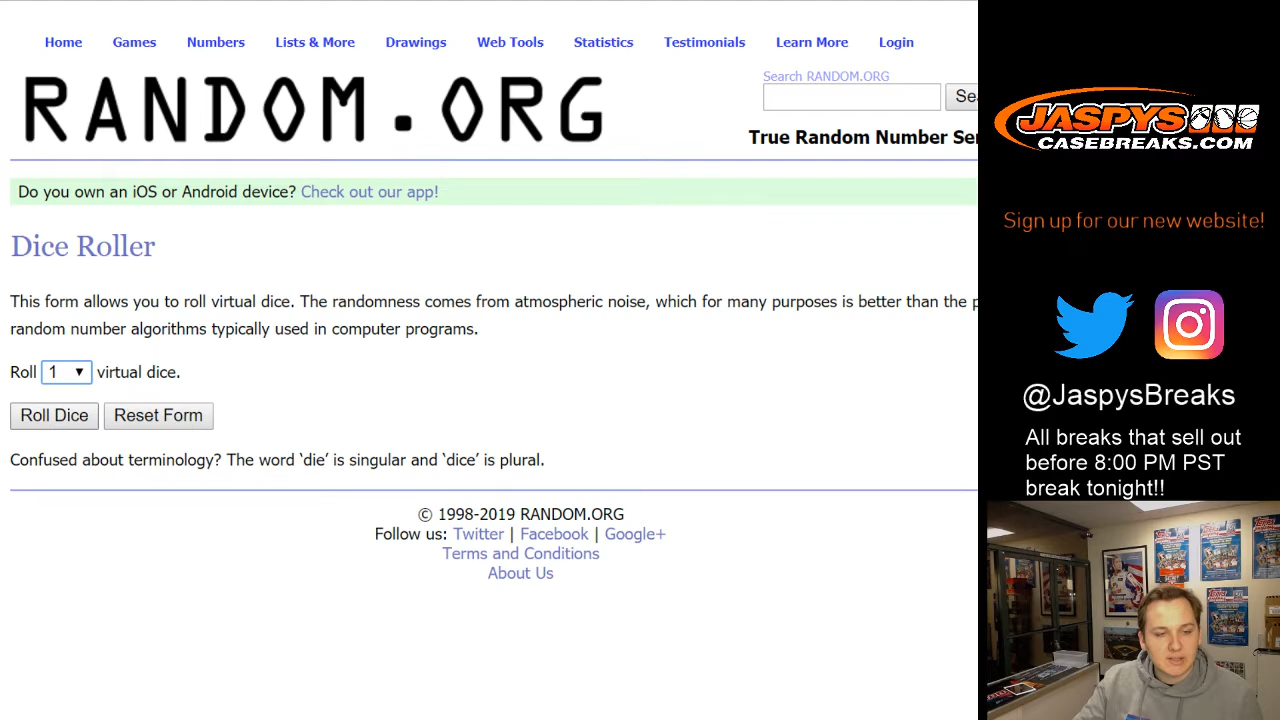 Home Games Numbers Lists & More Drawings Web Tools Statistics Testimonials Learn More Login
RANDOM.ORG
Search RANDOM.ORG
Sea
True Random Number Ser
Do you own an iOS or Android device? Check out our app!
Dice Roller
This form allows you to roll virtual dice. The randomness comes from atmospheric noise, which for many purposes is better than the p
random number algorithms typically used in computer programs.
Roll 1 virtual dice.
Roll Dice Reset Form
Confused about terminology? The word ‘die’ is singular and ‘dice’ is plural.
© 1998-2019 RANDOM.ORG
Follow us: Twitter | Facebook | Google+
Terms and Conditions
About Us
JASPYS
CASEBREAKS.COM
Sign up for our new website!
@JaspysBreaks
All breaks that sell out
before 8:00 PM PST
break tonight!!